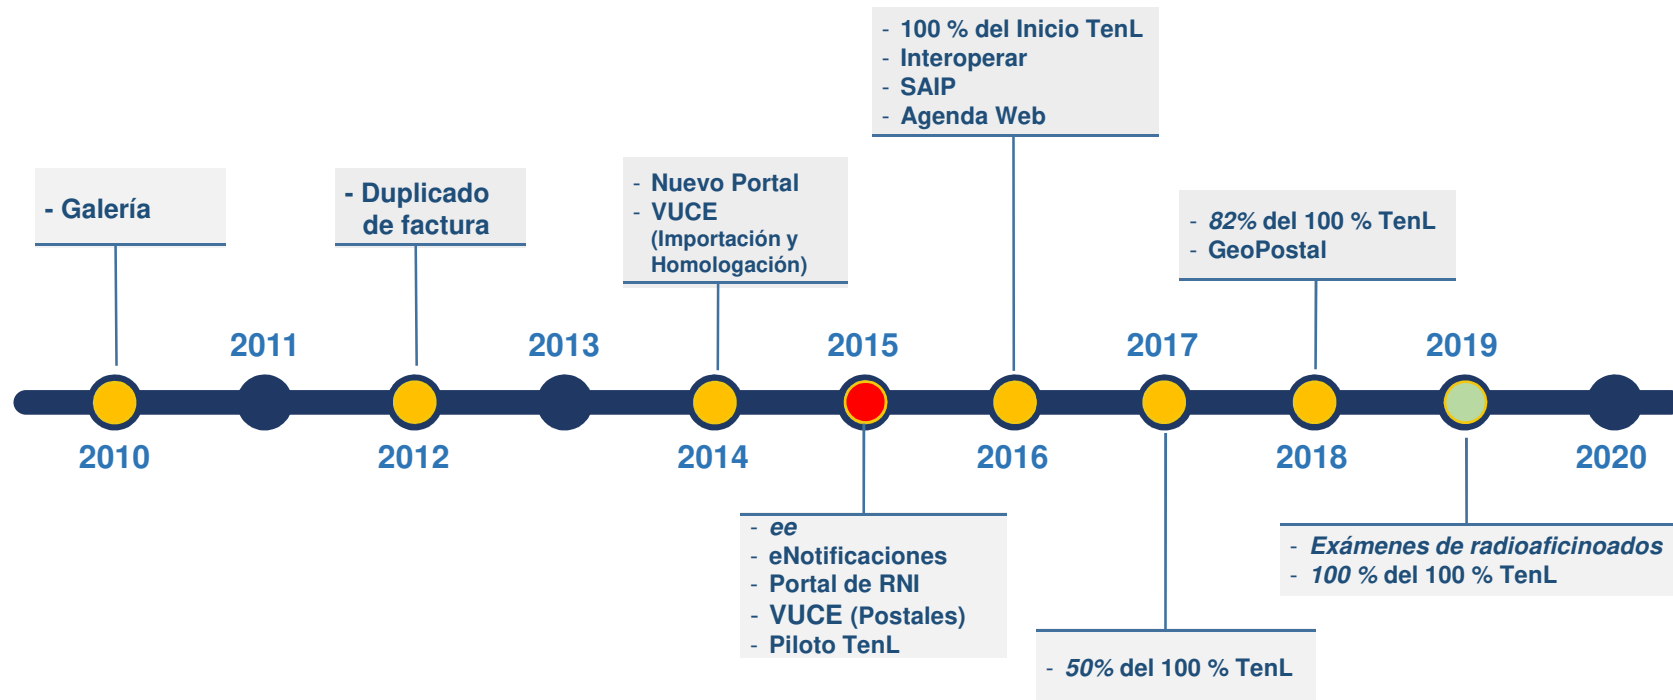 - 100 % del Inicio TenL
- Interoperar
- SAIP
- Agenda Web
- Galería
- Duplicado
de factura
- Nuevo Portal
- VUCE
(Importación y
Homologación)
- 82% del 100 % TenL
- GeoPostal
2011
2013
2015
2017
2019
2010
2012
2014
2016
2018
2020
- ee
- eNotificaciones
- Portal de RNI
- VUCE (Postales)
- Piloto TenL
- Exámenes de radioaficinoados
- 100 % del 100 % TenL
- 50% del 100 % TenL